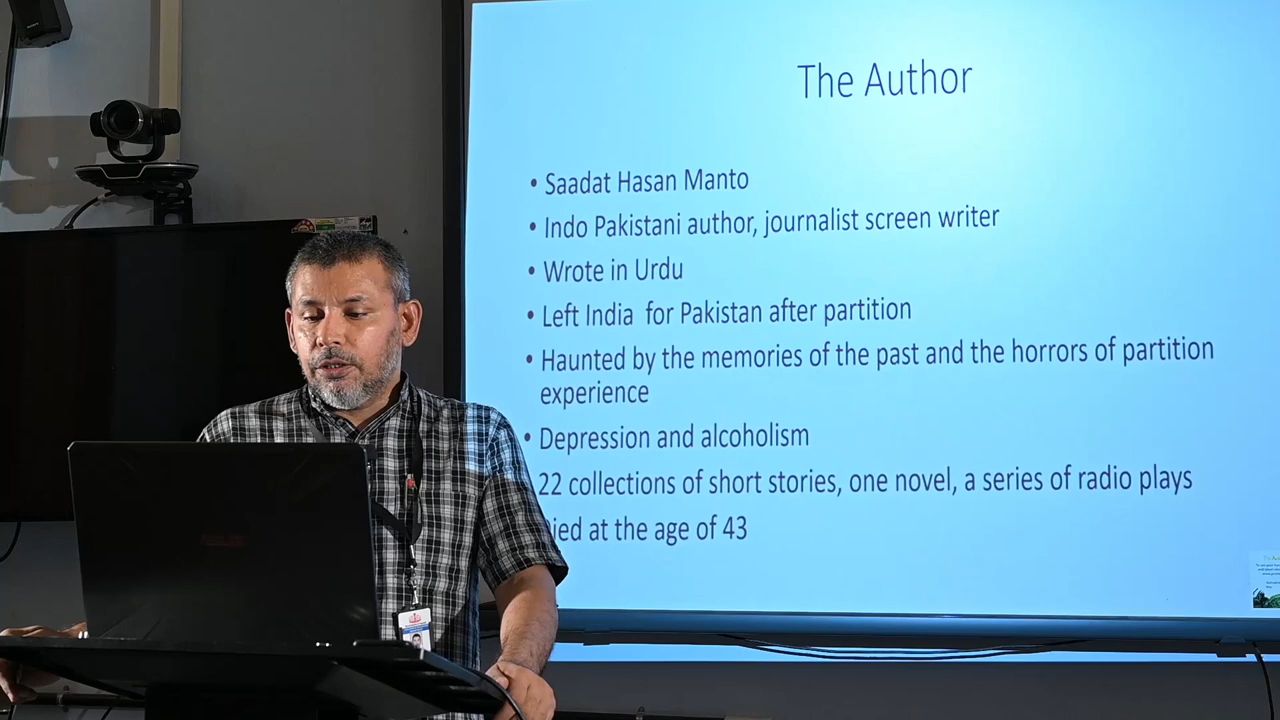 The Author
• Saadat Hasan Manto
• Indo Pakistani author, journalist screen writer
• Wrote in Urdu
• Left India for Pakistan after partition
• Haunted by the memories of the past and the horrors of partition
experience
• Depression and alcoholism
22 collections of short stories, one novel, a series of radio plays
ied at the age of 43